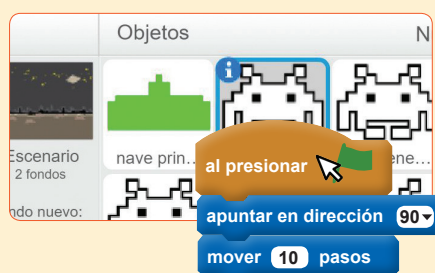 Objetos
N
Escenario
2 fondos
nave prin...
ene...
ndo nuevo:
al presionar
apuntar en dirección 90
mover 10 pasos